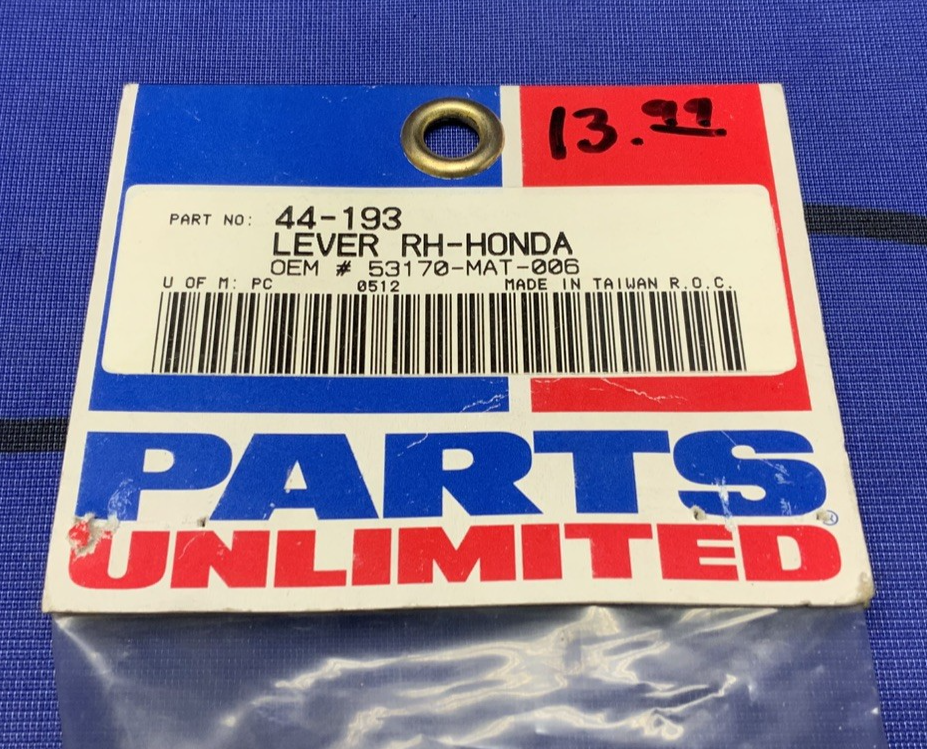 13.99
PART NO: 44-193
LEVER RH-HONDA
OEM # 53170-MAT-006
U OF M: PC 0512 MADE IN TAIWAN R.O.C.
PARTS
UNLIMITED®